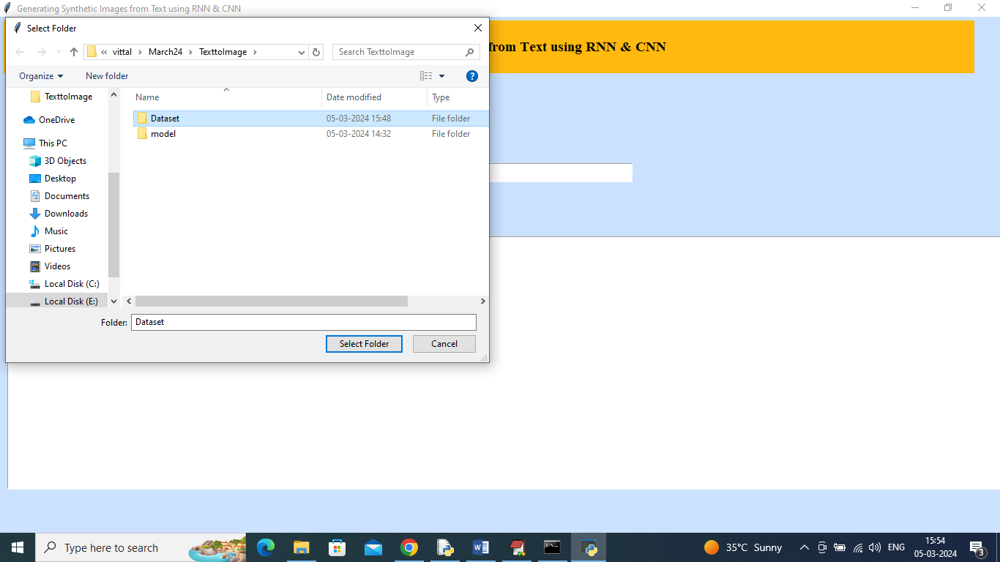 Generating Synthetic Images from Text using RNN & CNN
Select Folder
from Text using RNN & CNN
« vittal › March24 › TexttoImage ›
Search TexttoImage
Organize
New folder
?
Name Date modified Type
Dataset 05-03-2024 15:48 File folder
model 05-03-2024 14:32 File folder
TexttoImage
OneDrive
This PC
3D Objects
Desktop
Documents
Downloads
Music
Pictures
Videos
Local Disk (C:)
Local Disk (E:)
Folder: Dataset
Select Folder
Cancel
Type here to search
35°C Sunny
ENG
15:54
05-03-2024
3